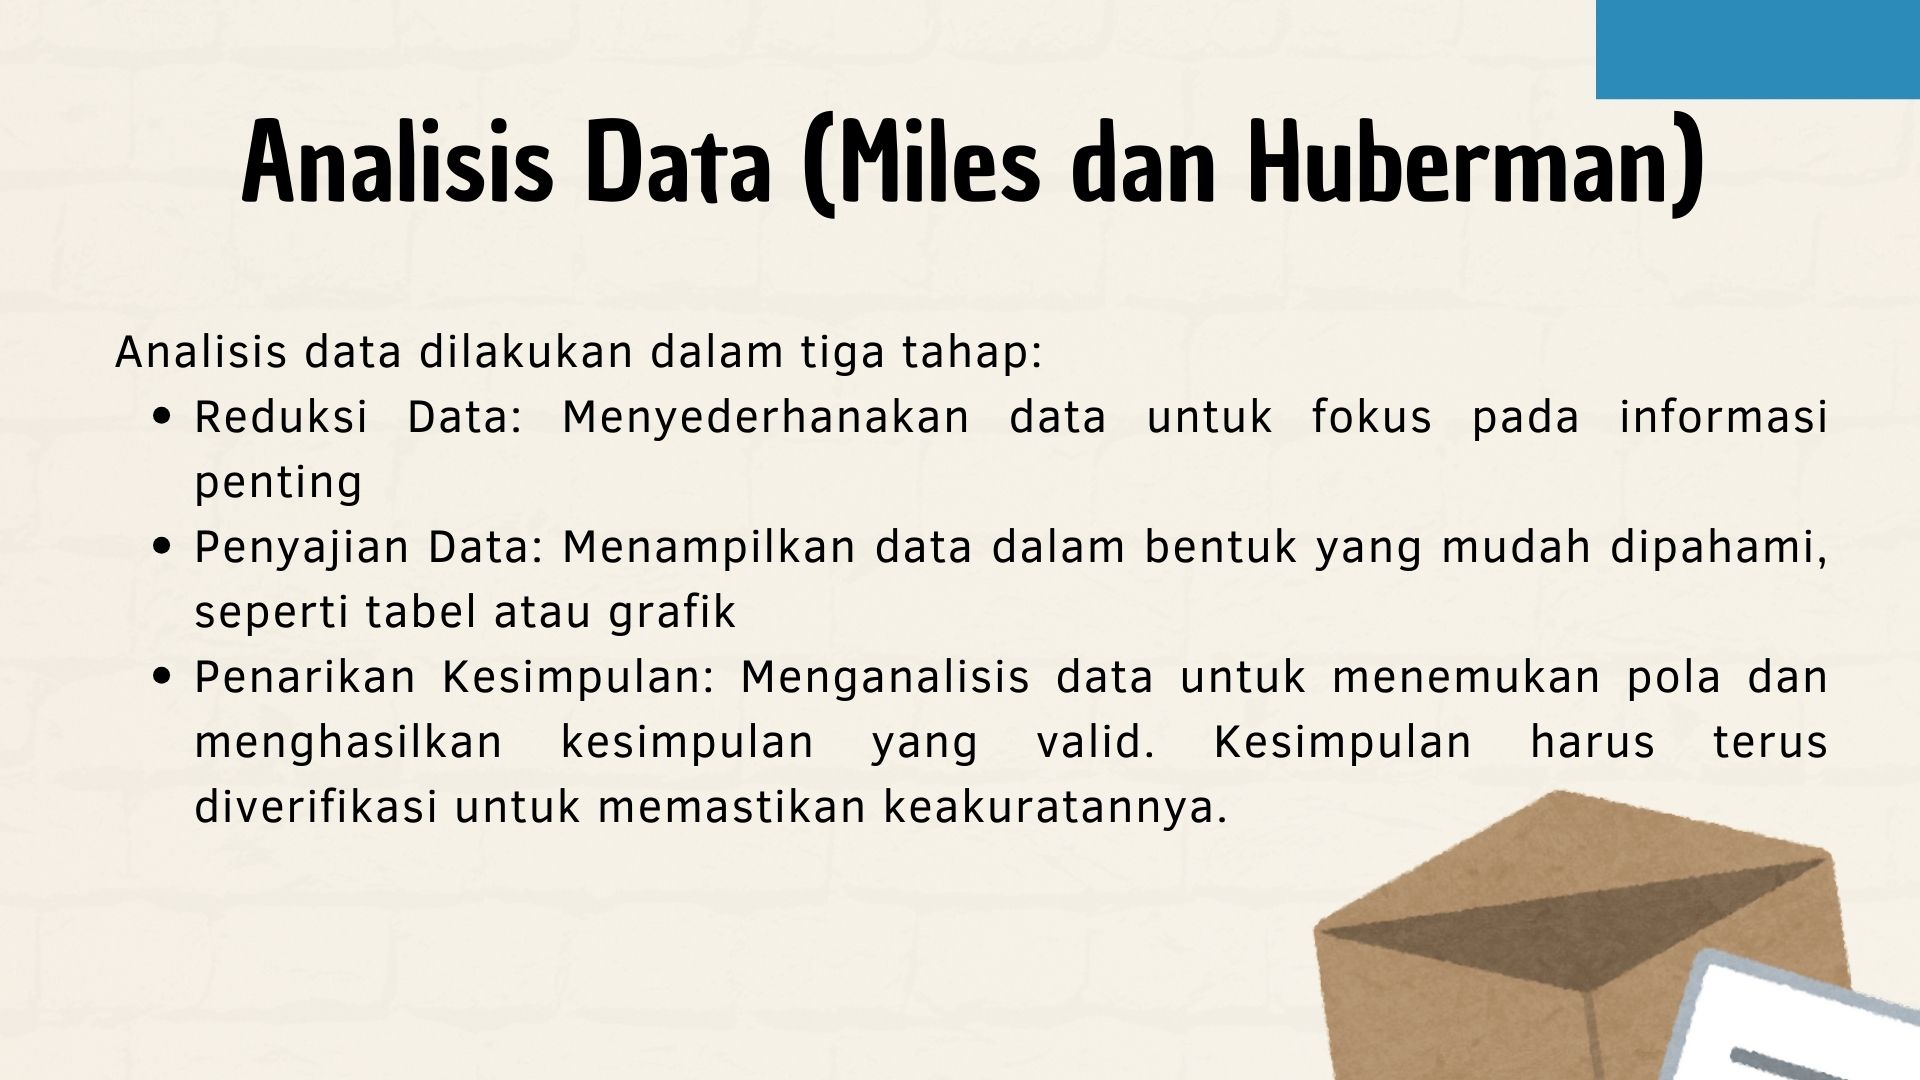 Analisis Data (Miles dan Huberman)
Analisis data dilakukan dalam tiga tahap:
• Reduksi Data: Menyederhanakan data untuk fokus pada informasi
penting
• Penyajian Data: Menampilkan data dalam bentuk yang mudah dipahami,
seperti tabel atau grafik
• Penarikan Kesimpulan: Menganalisis data untuk menemukan pola dan
menghasilkan kesimpulan yang valid. Kesimpulan harus terus
diverifikasi untuk memastikan keakuratannya.